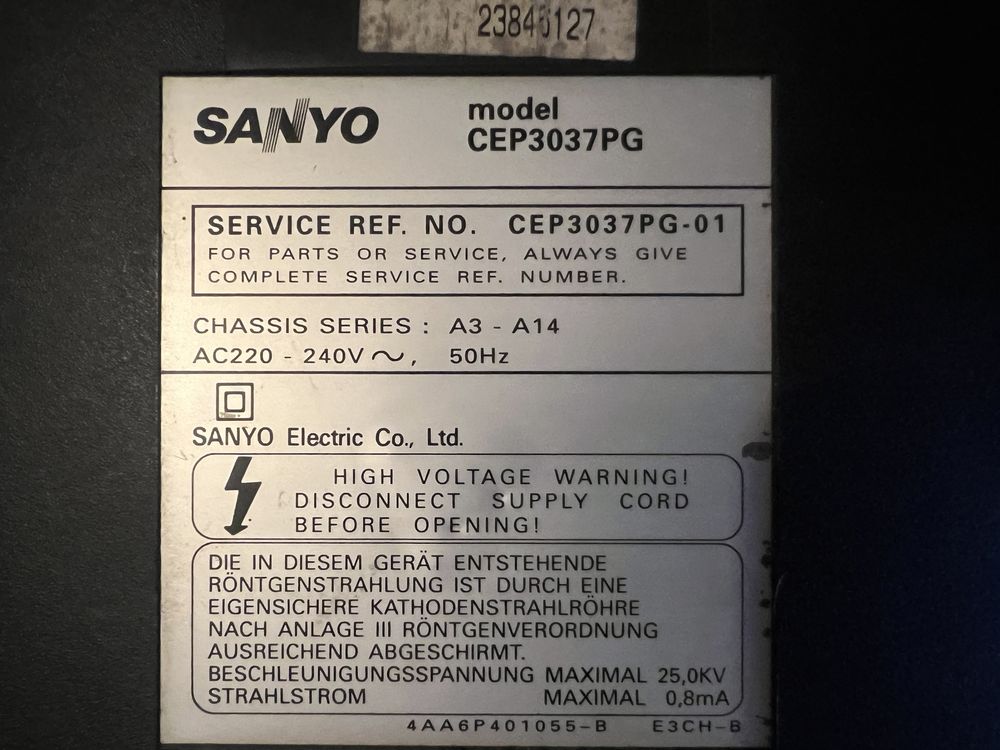 SANYO
model
CEP3037PG
SERVICE REF. NO. CEP3037PG-01
FOR PARTS OR SERVICE, ALWAYS GIVE
COMPLETE SERVICE REF. NUMBER.
CHASSIS SERIES : A3 - A14
AC220 - 240V ~, 50Hz
SANYO Electric Co., Ltd.
HIGH VOLTAGE WARNING!
DISCONNECT SUPPLY CORD
BEFORE OPENING!
DIE IN DIESEM GERÄT ENTSTEHENDE
RÖNTGENSTRAHLUNG IST DURCH EINE
EIGENSICHERE KATHODENSTRAHLRÖHRE
NACH ANLAGE III RÖNTGENVERORDNUNG
AUSREICHEND ABGESCHIRMT.
BESCHLEUNIGUNGSSPANNUNG MAXIMAL 25,0KV
STRAHLSTROM MAXIMAL 0,8mA
4AA6P401055-B E3CH-B